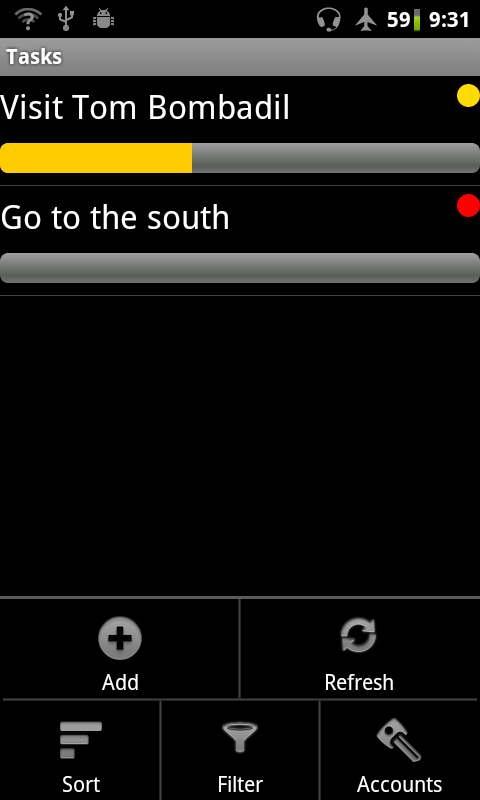 59 9:31
Tasks
Visit Tom Bombadil
Go to the south
Add Refresh
Sort Filter Accounts